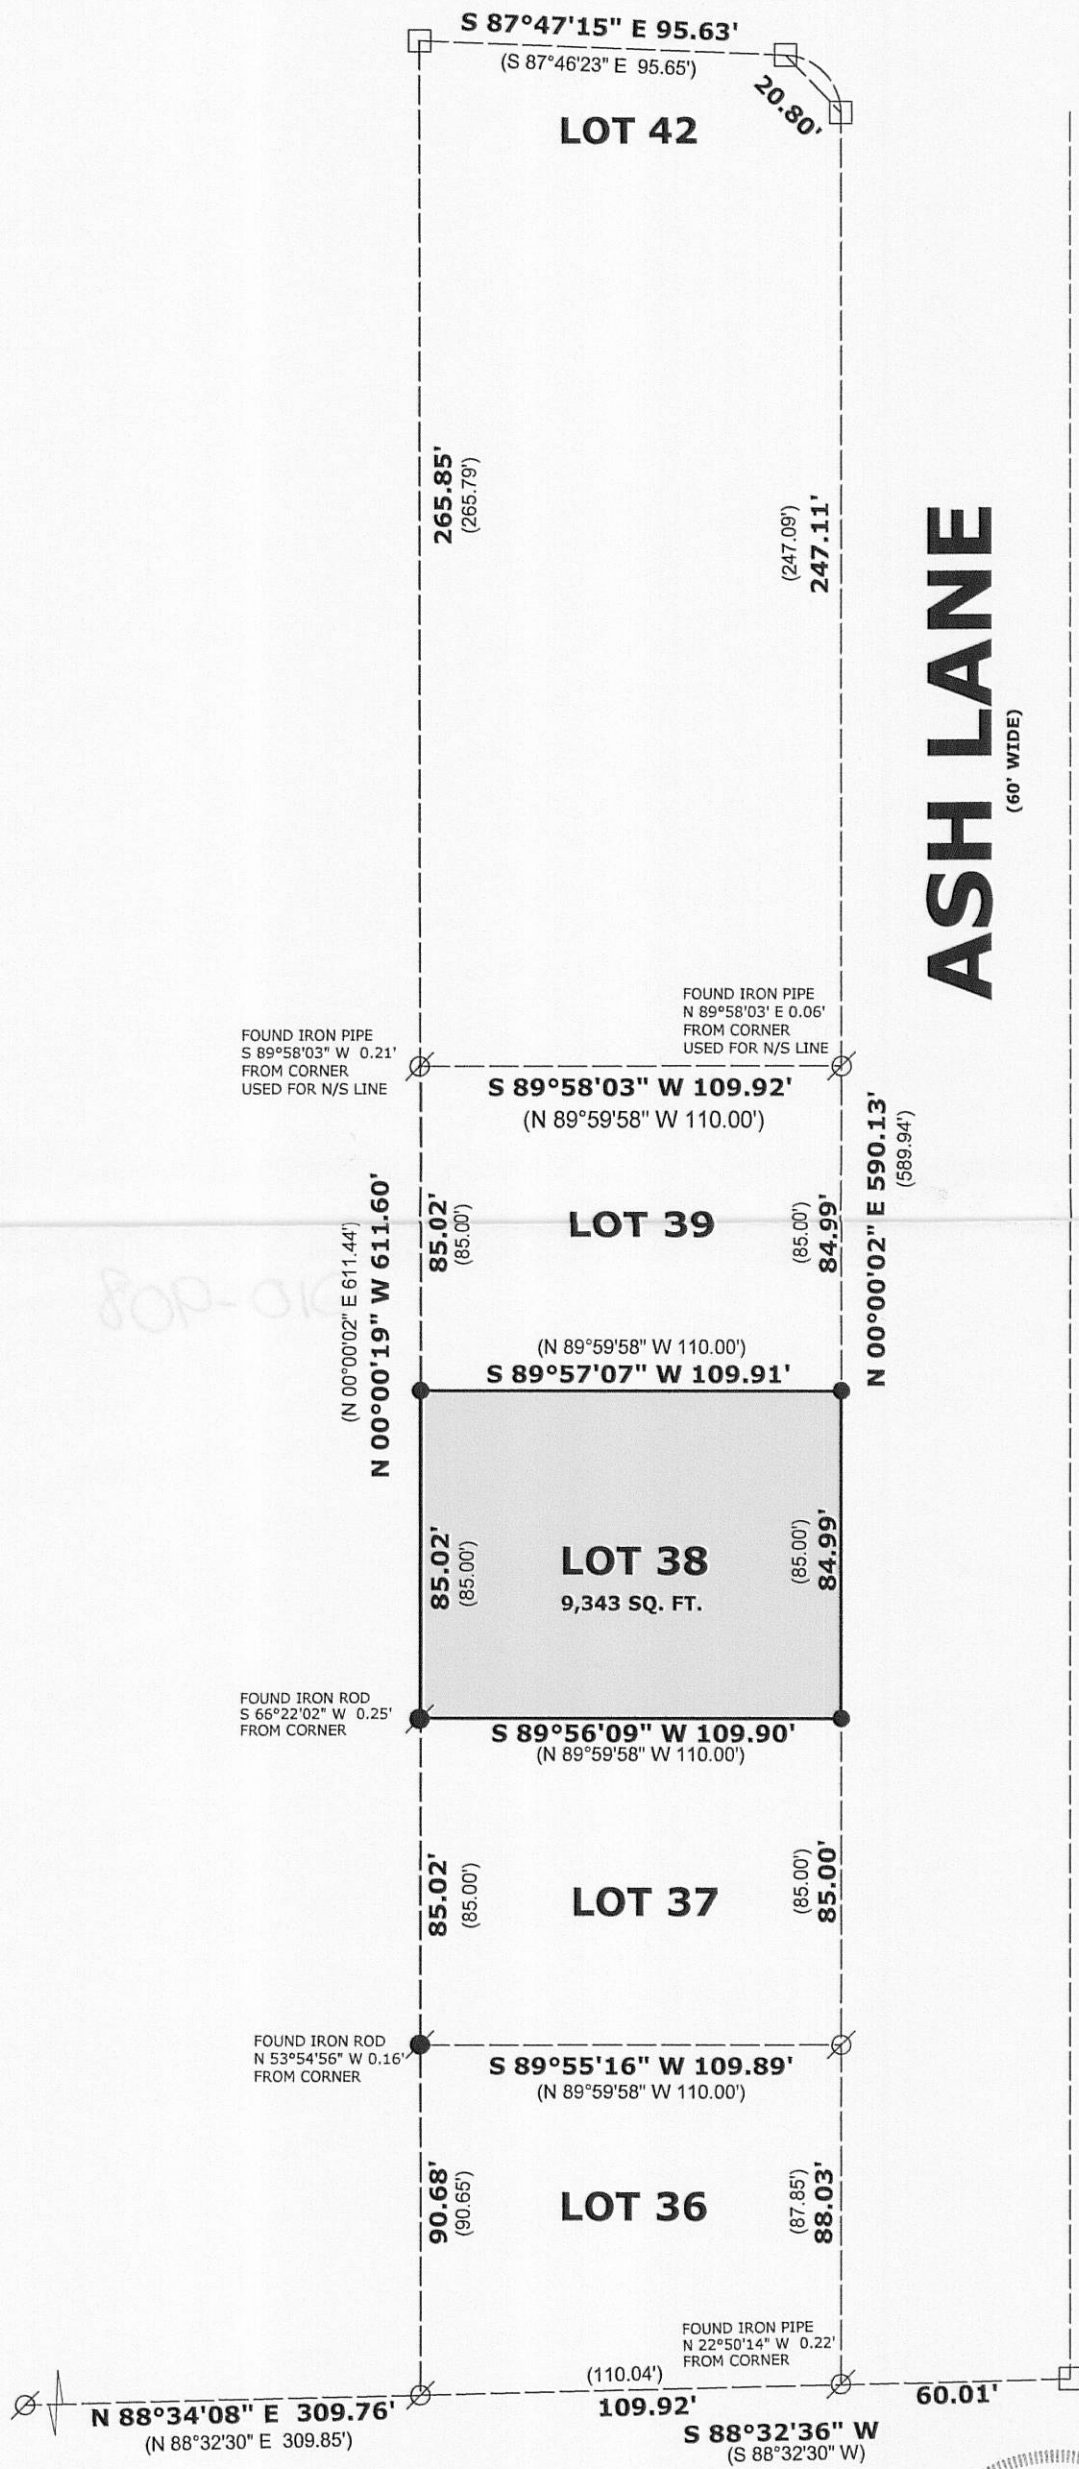 S 87°47'15" E 95.63'
(S 87°46'23" E 95.65')
20.80'
LOT 42
265.85'
(265.79')
(247.09')
247.11'
ASH LANE
(60' WIDE)
FOUND IRON PIPE
N 89°58'03' E 0.06'
FROM CORNER
USED FOR N/S LINE
FOUND IRON PIPE
S 89°58'03" W 0.21'
FROM CORNER
USED FOR N/S LINE
S 89°58'03" W 109.92'
(N 89°59'58" W 110.00')
(N 00°00'02" E 611.44')
N 00°00'19" W 611.60'
85.02'
(85.00')
LOT 39
(85.00')
84.99'
N 00°00'02" E 590.13'
(589.94')
(N 89°59'58" W 110.00')
S 89°57'07" W 109.91'
85.02'
(85.00')
LOT 38
9,343 SQ. FT.
(85.00')
84.99'
FOUND IRON ROD
S 66°22'02" W 0.25'
FROM CORNER
S 89°56'09" W 109.90'
(N 89°59'58" W 110.00')
85.02'
(85.00')
LOT 37
(85.00')
85.00'
FOUND IRON ROD
N 53°54'56" W 0.16'
FROM CORNER
S 89°55'16" W 109.89'
(N 89°59'58" W 110.00')
90.68'
(90.65')
LOT 36
(87.85')
88.03'
FOUND IRON PIPE
N 22°50'14" W 0.22'
FROM CORNER
(110.04')
109.92'
60.01'
N 88°34'08" E 309.76'
(N 88°32'30" E 309.85')
S 88°32'36" W
(S 88°32'30" W)